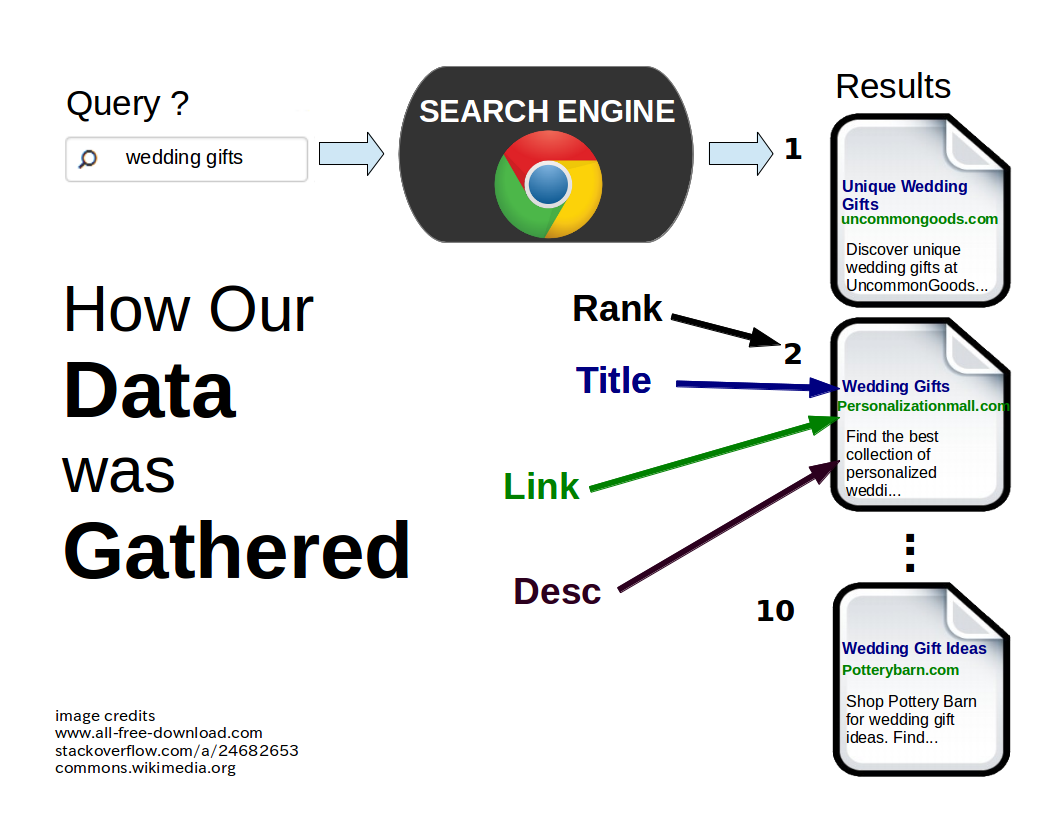 Query ?
wedding gifts
SEARCH ENGINE
Results
1
Unique Wedding
Gifts
uncommongoods.com
Discover unique
wedding gifts at
UncommonGoods...
How Our
Data
was
Gathered
Rank
Title
Link
Desc
2
Wedding Gifts
Personalizationmall.com
Find the best
collection of
personalized
weddi...
10
Wedding Gift Ideas
Potterybarn.com
Shop Pottery Barn
for wedding gift
ideas. Find...
image credits
www.all-free-download.com
stackoverflow.com/a/24682653
commons.wikimedia.org